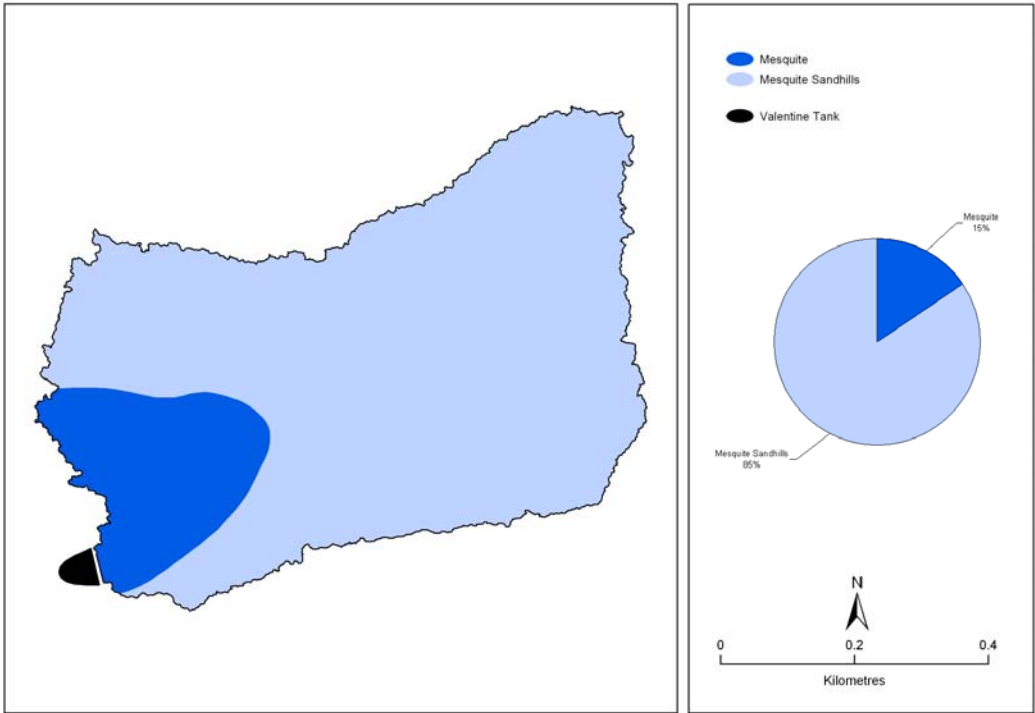 Mesquite
Mesquite Sandhills
Valentine Tank
Mesquite
15%
Mesquite Sandhills
85%
N
0 0.2 0.4
Kilometres